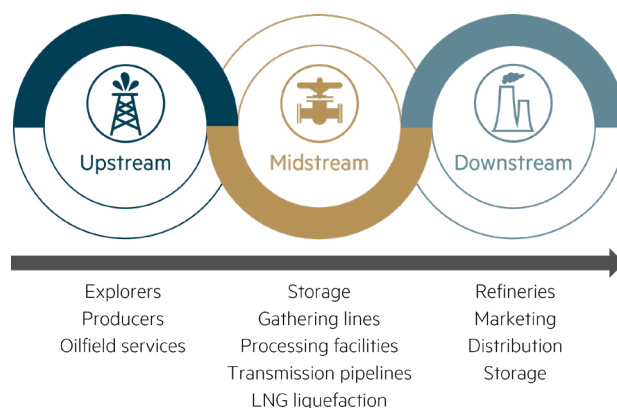 Upstream
Midstream
Downstream
Explorers
Producers
Oilfield services
Storage
Gathering lines
Processing facilities
Transmission pipelines
LNG liquefaction
Refineries
Marketing
Distribution
Storage